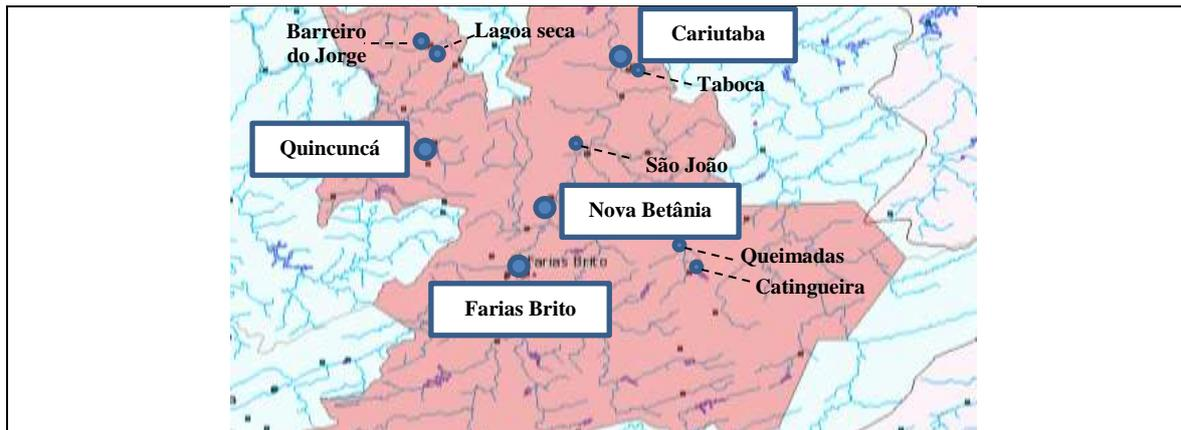 Barreiro
do Jorge
Lagoa seca
Cariutaba
Taboca
Quincuncá
São João
Nova Betânia
Queimadas
Farias Brito
Catingueira
Farias Brito